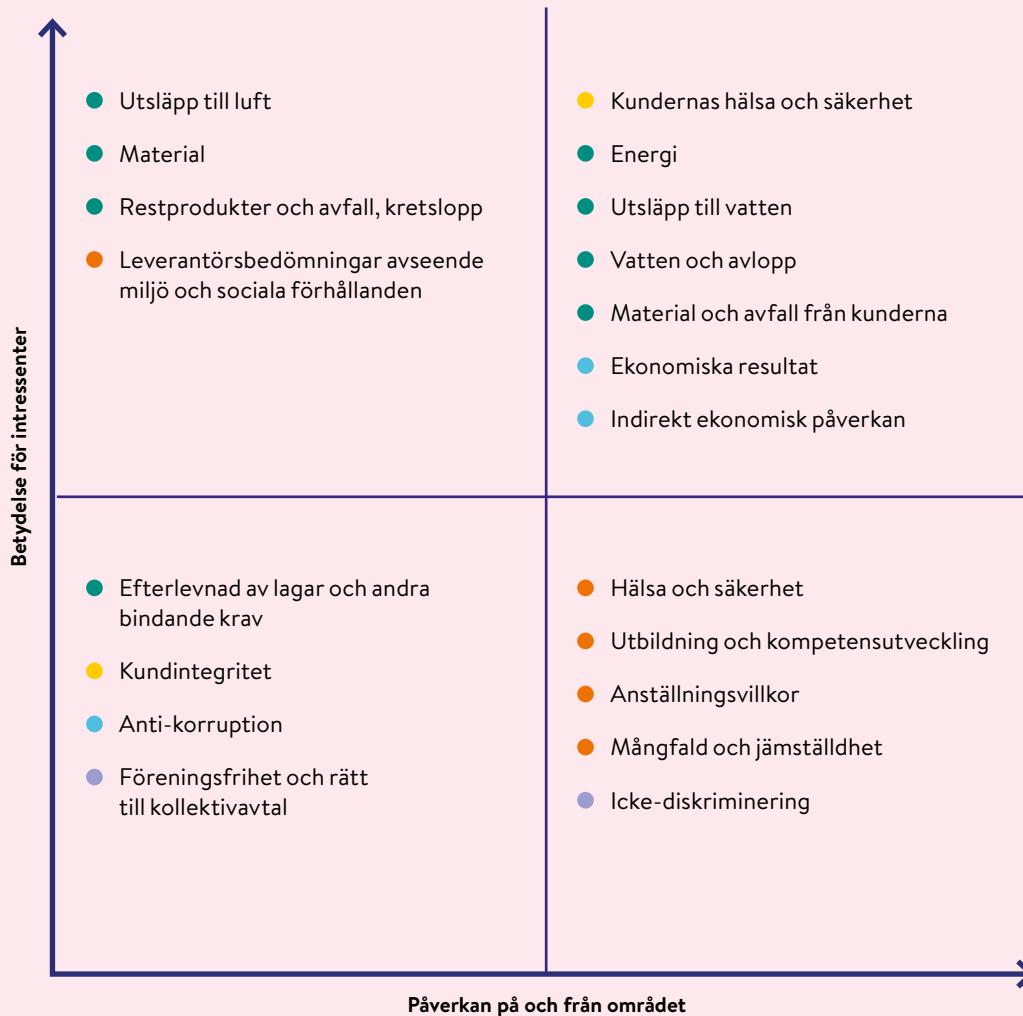 Utsläpp till luft
Material
Restprodukter och avfall, kretslopp
Leverantörsbedömningar avseende
miljö och sociala förhållanden
Kundernas hälsa och säkerhet
Energi
Utsläpp till vatten
Vatten och avlopp
Material och avfall från kunderna
Ekonomiska resultat
Indirekt ekonomisk påverkan
Betydelse för intressenter
Efterlevnad av lagar och andra
bindande krav
Kundintegritet
Anti-korruption
Föreningsfrihet och rätt
till kollektivavtal
Hälsa och säkerhet
Utbildning och kompetensutveckling
Anställningsvillkor
Mångfald och jämställdhet
Icke-diskriminering
Påverkan på och från området